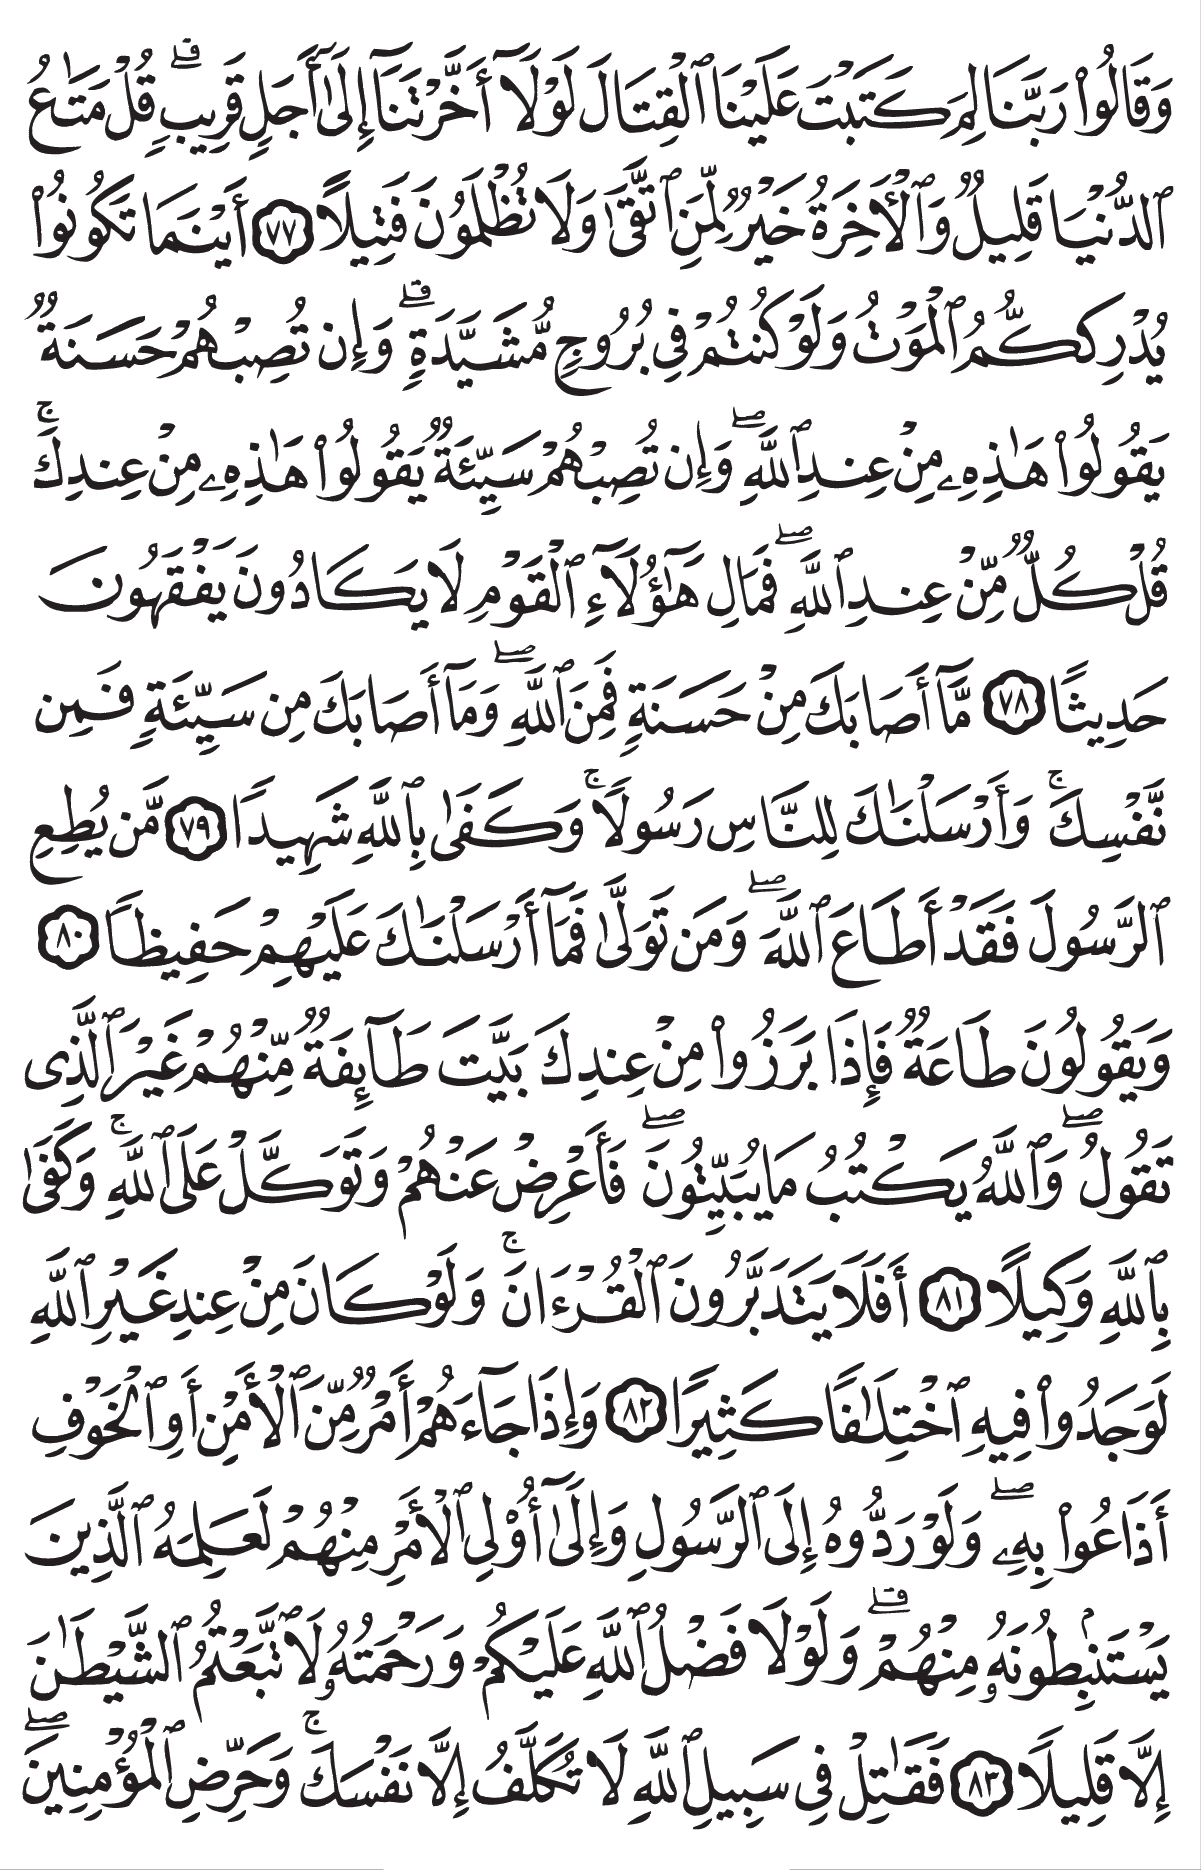 وَقَالُوا۟ رَبَّنَا لِمَ كَتَبْتَ عَلَيْنَا ٱلْقِتَالَ لَوْلَآ أَخَّرْتَنَآ إِلَىٰٓ أَجَلٍ قَرِيبٍ ۗ قُلْ مَتَـٰعُ
ٱلدُّنْيَا قَلِيلٌ وَٱلْأَخِرَةُ خَيْرٌ لِّمَنِ ٱتَّقَىٰ وَلَا تُظْلَمُونَ فَتِيلًا ٧٧ أَيْنَمَا تَكُونُوا۟
يُدْرِككُّمُ ٱلْمَوْتُ وَلَوْ كُنتُمْ فِى بُرُوجٍ مُّشَيَّدَةٍ ۗ وَإِن تُصِبْهُمْ حَسَنَةٌ
يَقُولُوا۟ هَـٰذِهِۦ مِنْ عِندِ ٱللَّهِ ۖ وَإِن تُصِبْهُمْ سَيِّئَةٌ يَقُولُوا۟ هَـٰذِهِۦ مِنْ عِندِكَ ۚ
قُلْ كُلٌّ مِّنْ عِندِ ٱللَّهِ ۖ فَمَالِ هَـٰٓؤُلَآءِ ٱلْقَوْمِ لَا يَكَادُونَ يَفْقَهُونَ
حَدِيثًا ٧٨ مَّآ أَصَابَكَ مِنْ حَسَنَةٍ فَمِنَ ٱللَّهِ ۖ وَمَآ أَصَابَكَ مِن سَيِّئَةٍ فَمِن
نَّفْسِكَ ۚ وَأَرْسَلْنَـٰكَ لِلنَّاسِ رَسُولًا ۚ وَكَفَىٰ بِٱللَّهِ شَهِيدًا ٧٩ مَّن يُطِعِ
ٱلرَّسُولَ فَقَدْ أَطَاعَ ٱللَّهَ ۖ وَمَن تَوَلَّىٰ فَمَآ أَرْسَلْنَـٰكَ عَلَيْهِمْ حَفِيظًا ٨٠
وَيَقُولُونَ طَاعَةٌ فَإِذَا بَرَزُوا۟ مِنْ عِندِكَ بَيَّتَ طَآئِفَةٌ مِّنْهُمْ غَيْرَ ٱلَّذِى
تَقُولُ ۖ وَٱللَّهُ يَكْتُبُ مَا يُبَيِّتُونَ ۖ فَأَعْرِضْ عَنْهُمْ وَتَوَكَّلْ عَلَى ٱللَّهِ ۚ وَكَفَىٰ
بِٱللَّهِ وَكِيلًا ٨١ أَفَلَا يَتَدَبَّرُونَ ٱلْقُرْءَانَ ۚ وَلَوْ كَانَ مِنْ عِندِ غَيْرِ ٱللَّهِ
لَوَجَدُوا۟ فِيهِ ٱخْتِلَـٰفًا كَثِيرًا ٨٢ وَإِذَا جَآءَهُمْ أَمْرٌ مِّنَ ٱلْأَمْنِ أَوِ ٱلْخَوْفِ
أَذَاعُوا۟ بِهِۦ ۖ وَلَوْ رَدُّوهُ إِلَى ٱلرَّسُولِ وَإِلَىٰٓ أُو۟لِى ٱلْأَمْرِ مِنْهُمْ لَعَلِمَهُ ٱلَّذِينَ
يَسْتَنۢبِطُونَهُۥ مِنْهُمْ ۗ وَلَوْلَا فَضْلُ ٱللَّهِ عَلَيْكُمْ وَرَحْمَتُهُۥ لَٱتَّبَعْتُمُ ٱلشَّيْطَـٰنَ
إِلَّا قَلِيلًا ٨٣ فَقَـٰتِلْ فِى سَبِيلِ ٱللَّهِ لَا تُكَلَّفُ إِلَّا نَفْسَكَ ۚ وَحَرِّضِ ٱلْمُؤْمِنِينَ ۖ